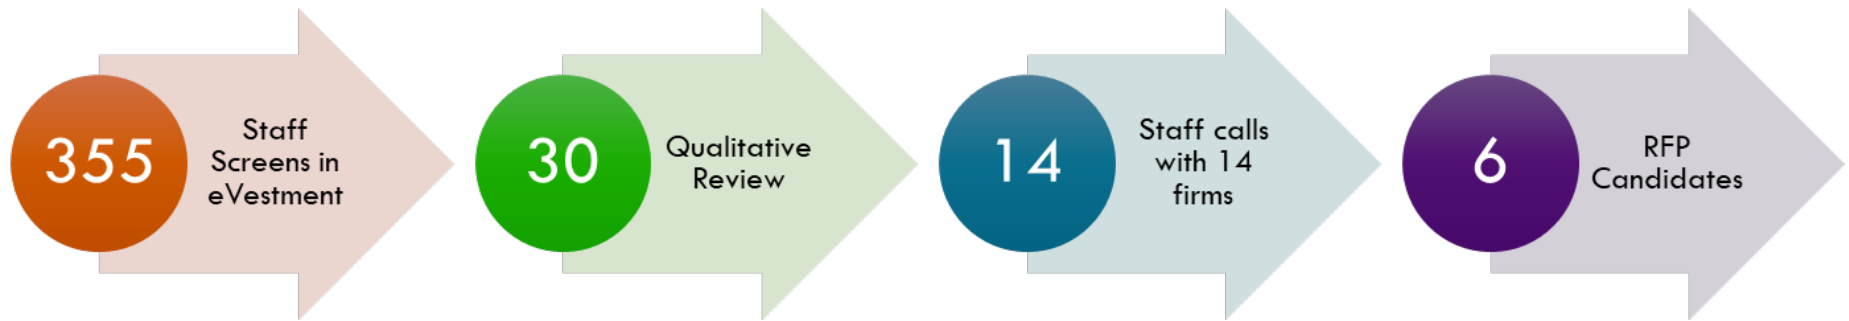 355
Staff
Screens in
eVestment
30
Qualitative
Review
14
Staff calls
with 14
firms
6
RFP
Candidates